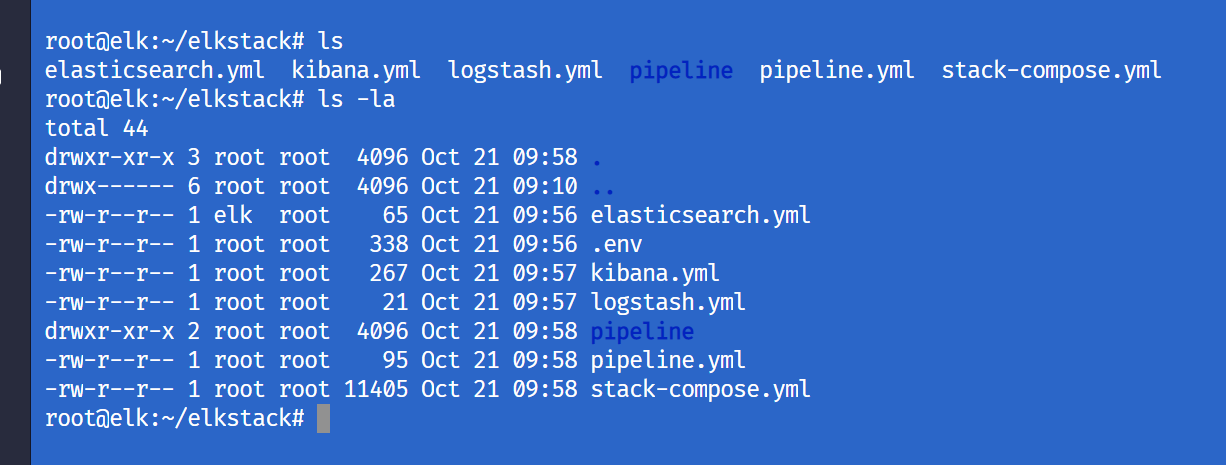 root@elk:~/elkstack# ls
elasticsearch.yml  kibana.yml  logstash.yml  pipeline  pipeline.yml  stack-compose.yml
root@elk:~/elkstack# ls -la
total 44
drwxr-xr-x 3 root root  4096 Oct 21 09:58 .
drwx------ 6 root root  4096 Oct 21 09:10 ..
-rw-r--r-- 1 elk  root    65 Oct 21 09:56 elasticsearch.yml
-rw-r--r-- 1 root root   338 Oct 21 09:56 .env
-rw-r--r-- 1 root root   267 Oct 21 09:57 kibana.yml
-rw-r--r-- 1 root root    21 Oct 21 09:57 logstash.yml
drwxr-xr-x 2 root root  4096 Oct 21 09:58 pipeline
-rw-r--r-- 1 root root    95 Oct 21 09:58 pipeline.yml
-rw-r--r-- 1 root root 11405 Oct 21 09:58 stack-compose.yml
root@elk:~/elkstack#